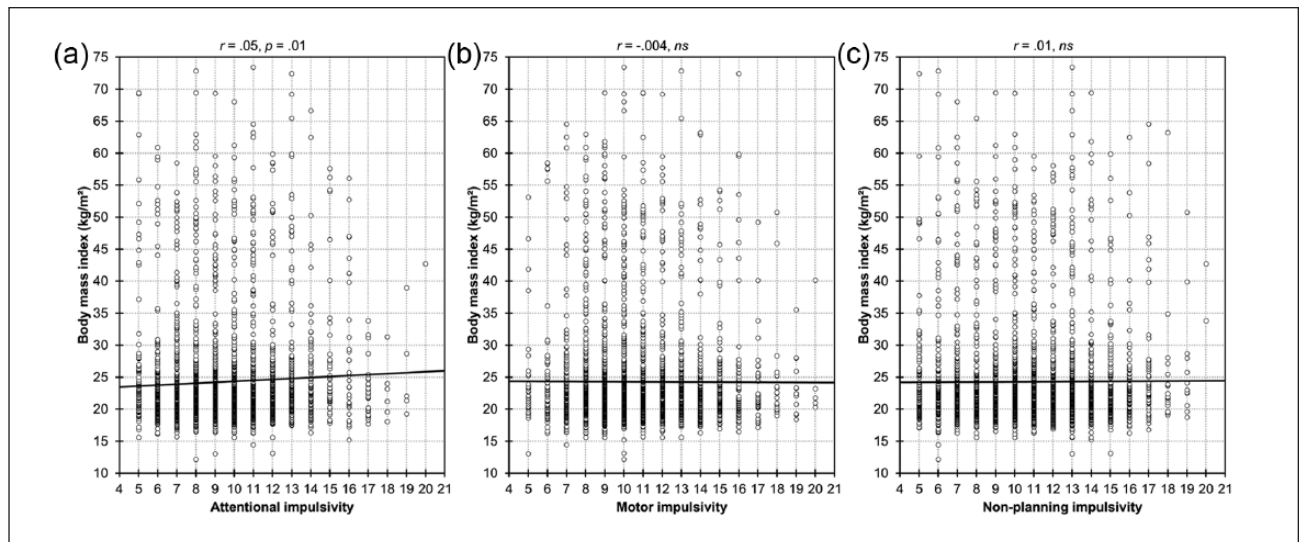 (a)
r = .05, p = .01
Body mass index (kg/m²)
75
70
65
60
55
50
45
40
35
30
25
20
15
10
4 5 6 7 8 9 10 11 12 13 14 15 16 17 18 19 20 21
Attentional impulsivity
(b)
r = -.004, ns
Body mass index (kg/m²)
75
70
65
60
55
50
45
40
35
30
25
20
15
10
4 5 6 7 8 9 10 11 12 13 14 15 16 17 18 19 20 21
Motor impulsivity
(c)
r = .01, ns
Body mass index (kg/m²)
75
70
65
60
55
50
45
40
35
30
25
20
15
10
4 5 6 7 8 9 10 11 12 13 14 15 16 17 18 19 20 21
Non-planning impulsivity